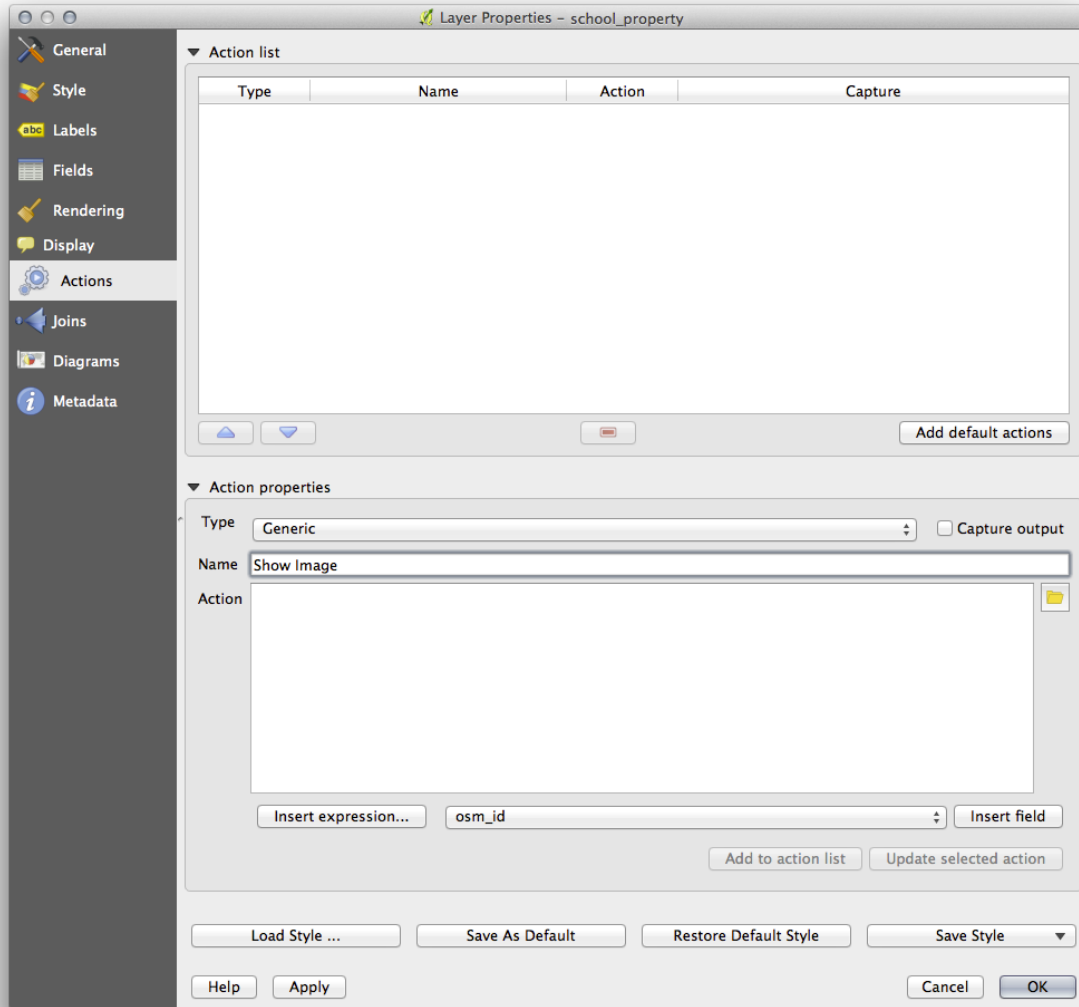 Layer Properties – school_property
General
Style
abc Labels
Fields
Rendering
Display
Actions
Joins
Diagrams
i Metadata
Action list
Type Name Action Capture
Add default actions
Action properties
Type Generic Capture output
Name Show Image
Action
Insert expression... osm_id Insert field
Add to action list Update selected action
Load Style ... Save As Default Restore Default Style Save Style
Help Apply Cancel OK